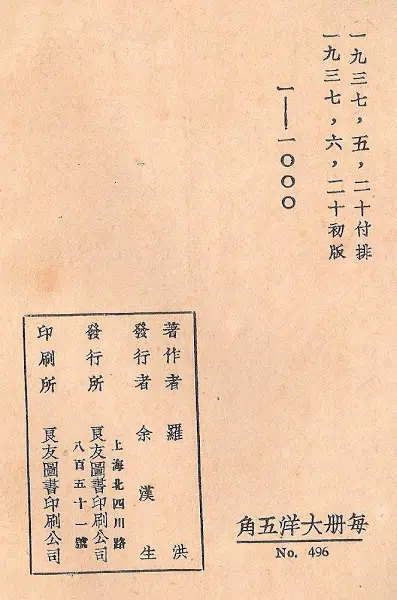 一九三七，五，二十付排
一九三七，六，二十初版
1——1000
每册大洋五角
No. 496
著作者 羅洪
發行者 余漢生
發行所 良友圖書印刷公司
上海北四川路
八百五十一號
印刷所 良友圖書印刷公司